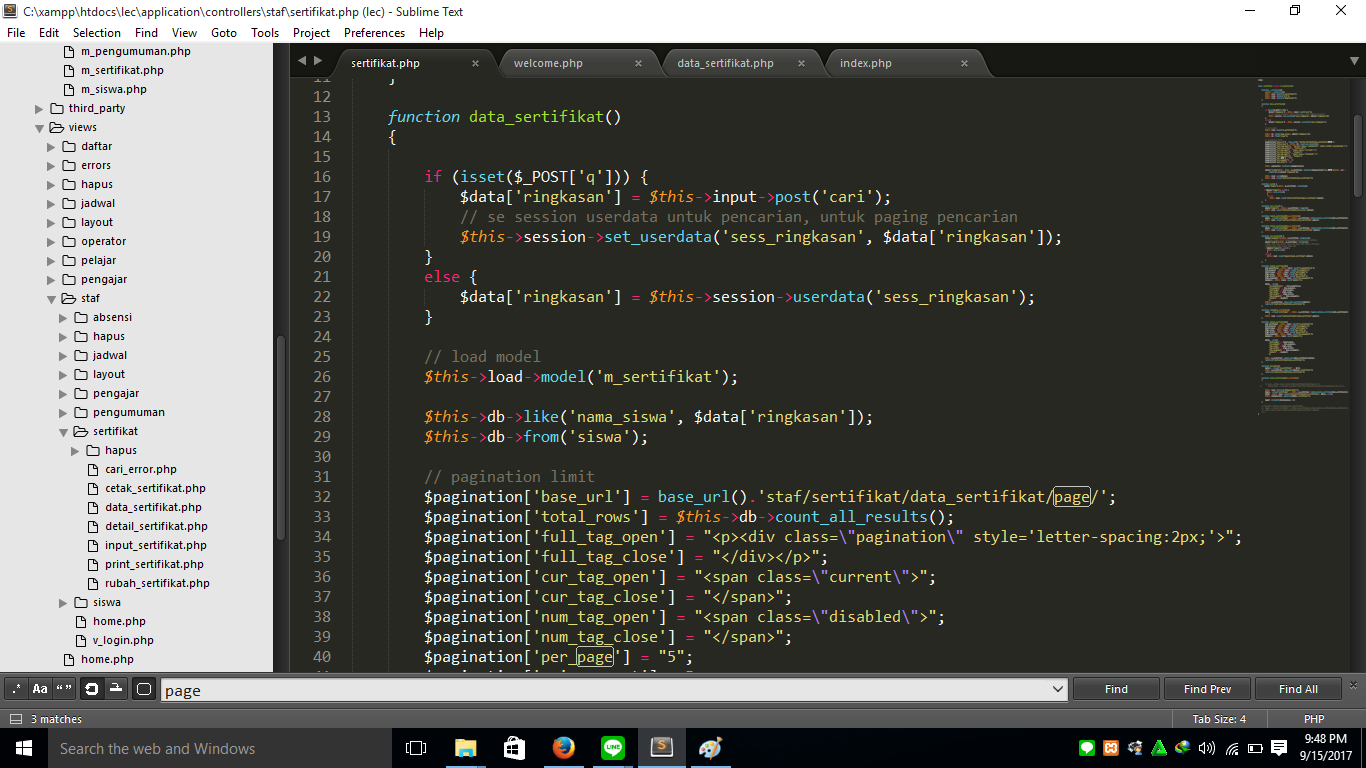 C:\xampp\htdocs\lec\application\controllers\staf\sertifikat.php (lec) - Sublime Text
File Edit Selection Find View Goto Tools Project Preferences Help
m_pengumuman.php
m_sertifikat.php
m_siswa.php
third_party
views
daftar
errors
hapus
jadwal
layout
operator
pelajar
pengajar
staf
absensi
hapus
jadwal
layout
pengajar
pengumuman
sertifikat
hapus
cari_error.php
cetak_sertifikat.php
data_sertifikat.php
detail_sertifikat.php
input_sertifikat.php
print_sertifikat.php
rubah_sertifikat.php
siswa
home.php
v_login.php
home.php
sertifikat.php × welcome.php × data_sertifikat.php × index.php ×
11 }
12
13 function data_sertifikat()
14 {
15
16 if (isset($_POST['q'])) {
17 $data['ringkasan'] = $this->input->post('cari');
18 // se session userdata untuk pencarian, untuk paging pencarian
19 $this->session->set_userdata('sess_ringkasan', $data['ringkasan']);
20 }
21 else {
22 $data['ringkasan'] = $this->session->userdata('sess_ringkasan');
23 }
24
25 // load model
26 $this->load->model('m_sertifikat');
27
28 $this->db->like('nama_siswa', $data['ringkasan']);
29 $this->db->from('siswa');
30
31 // pagination limit
32 $pagination['base_url'] = base_url().'staf/sertifikat/data_sertifikat/page/';
33 $pagination['total_rows'] = $this->db->count_all_results();
34 $pagination['full_tag_open'] = "<p><div class=\"pagination\" style='letter-spacing:2px;'>";
35 $pagination['full_tag_close'] = "</div></p>";
36 $pagination['cur_tag_open'] = "<span class=\"current\">";
37 $pagination['cur_tag_close'] = "</span>";
38 $pagination['num_tag_open'] = "<span class=\"disabled\">";
39 $pagination['num_tag_close'] = "</span>";
40 $pagination['per_page'] = "5";
.* Aa “” page Find Find Prev Find All ×
3 matches Tab Size: 4 PHP
Search the web and Windows
9:48 PM
9/15/2017